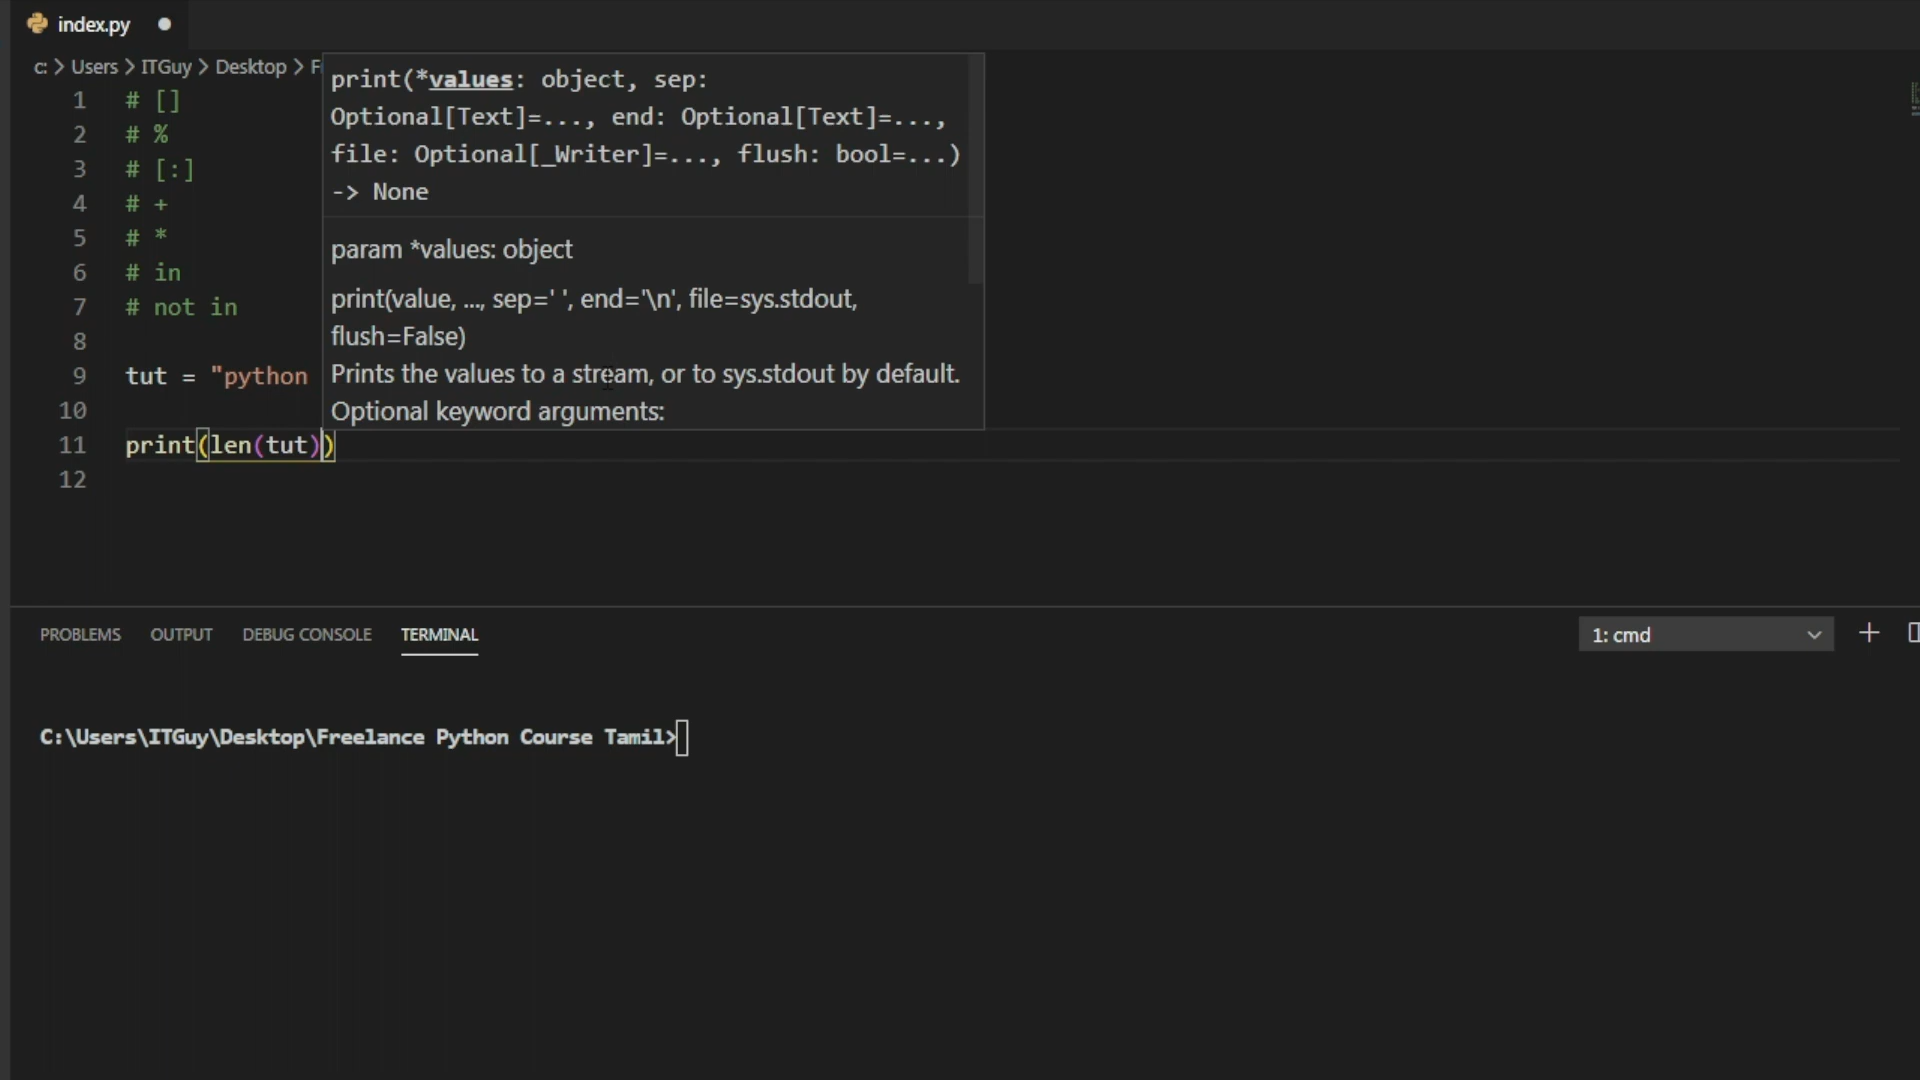 index.py
c: > Users > ITGuy > Desktop > F
print(*values: object, sep:
Optional[Text]=..., end: Optional[Text]=...,
file: Optional[_Writer]=..., flush: bool=...)
-> None
param *values: object
print(value, ..., sep=' ', end='\n', file=sys.stdout,
flush=False)
Prints the values to a stream, or to sys.stdout by default.
Optional keyword arguments:
1 # []
2 # %
3 # [:]
4 # +
5 # *
6 # in
7 # not in
8
9 tut = "python
10
11 print(len(tut))
12
PROBLEMS OUTPUT DEBUG CONSOLE TERMINAL 1: cmd
C:\Users\ITGuy\Desktop\Freelance Python Course Tamil>